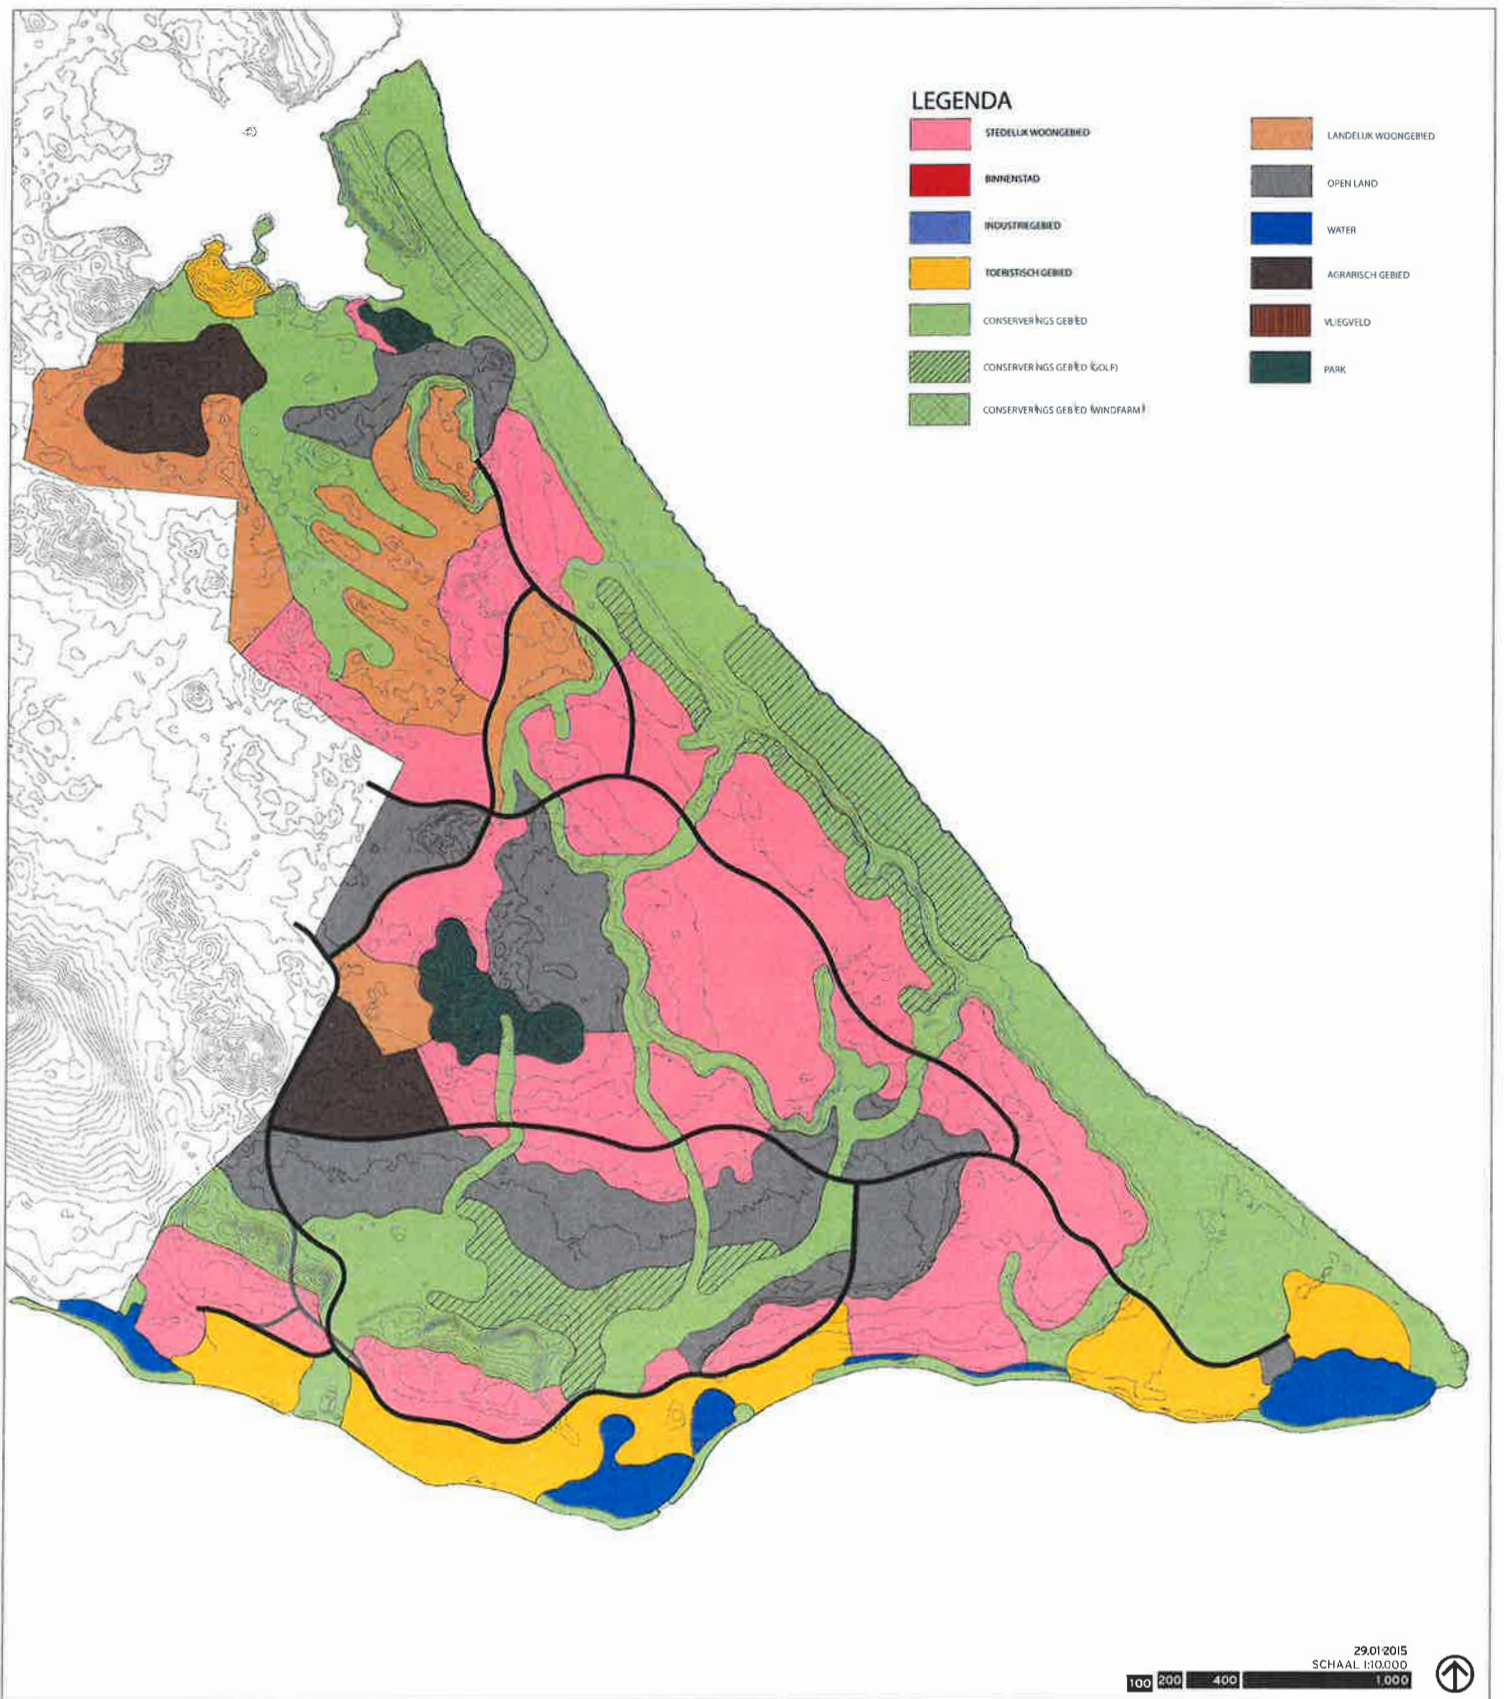 LEGENDA
STEDELIJK WOONGEBIED
BINNENSTAD
INDUSTRIEGEBIED
TOERISTISCH GEBIED
CONSERVERINGS GEBIED
CONSERVERINGS GEBIED (GOLF)
CONSERVERINGS GEBIED (WINDFARM)
LANDELIJK WOONGEBIED
OPEN LAND
WATER
AGRARISCH GEBIED
VLIEGVELD
PARK
29.01.2015
SCHAAL 1:10.000
100 200 400 1.000